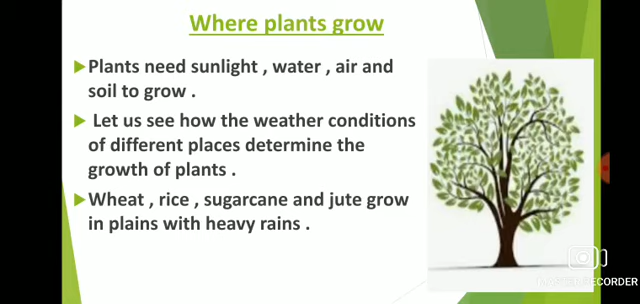 Where plants grow
Plants need sunlight , water , air and
soil to grow .
Let us see how the weather conditions
of different places determine the
growth of plants .
Wheat , rice , sugarcane and jute grow
in plains with heavy rains .
RECORDER